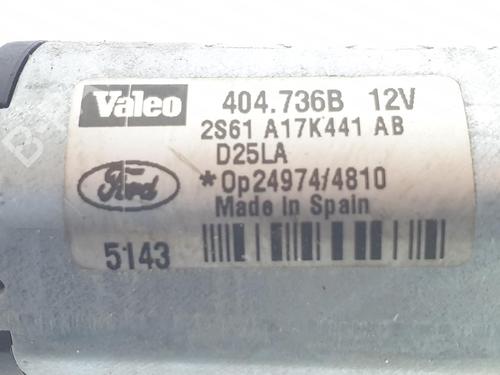 Valeo 404.736B 12V
2S61 A17K441 AB
D25LA
Ford *Op24974/4810
Made In Spain
5143